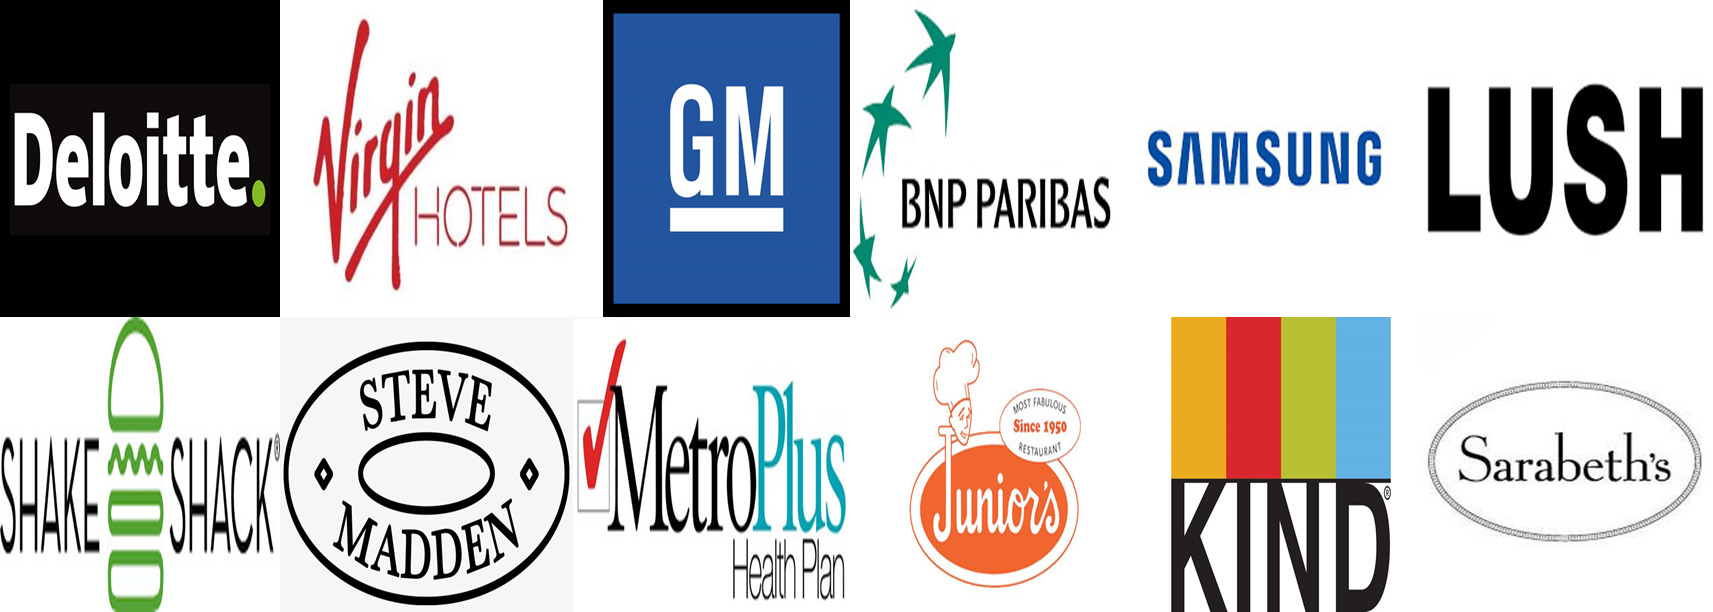 Deloitte.
Virgin
HOTELS
GM
BNP PARIBAS
SAMSUNG
LUSH
SHAKE SHACK®
STEVE
MADDEN
MetroPlus
Health Plan
MOST FABULOUS
Since 1950
RESTAURANT
Junior's
KIND®
Sarabeth's